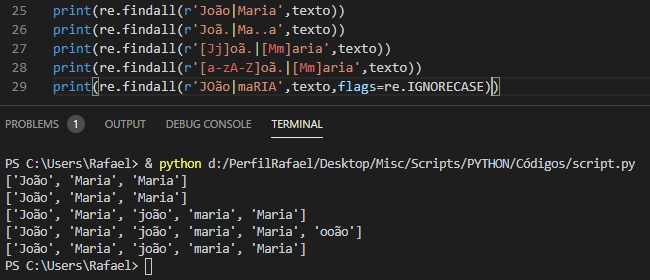 25 print(re.findall(r'João|Maria',texto))
26 print(re.findall(r'Joã.|Ma..a',texto))
27 print(re.findall(r'[Jj]oã.|[Mm]aria',texto))
28 print(re.findall(r'[a-zA-Z]oã.|[Mm]aria',texto))
29 print(re.findall(r'JOão|maRIA',texto,flags=re.IGNORECASE))
PROBLEMS 1 OUTPUT DEBUG CONSOLE TERMINAL
PS C:\Users\Rafael> & python d:/PerfilRafael/Desktop/Misc/Scripts/PYTHON/Códigos/script.py
['João', 'Maria', 'Maria']
['João', 'Maria', 'Maria']
['João', 'Maria', 'joão', 'maria', 'Maria']
['João', 'Maria', 'joão', 'maria', 'Maria', 'ooão']
['João', 'Maria', 'joão', 'maria', 'Maria']
PS C:\Users\Rafael>